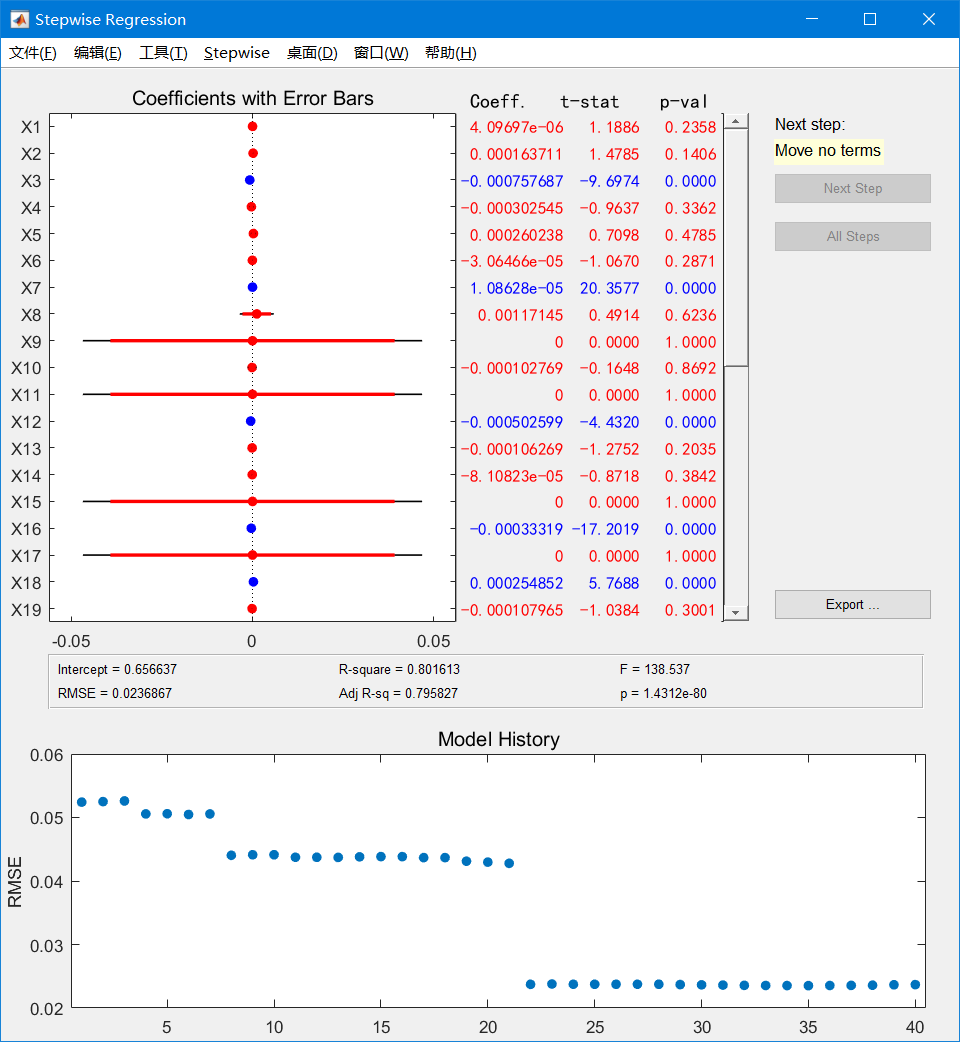 Stepwise Regression
文件(F) 编辑(E) 工具(T) Stepwise 桌面(D) 窗口(W) 帮助(H)
Coefficients with Error Bars Coeff. t-stat p-val
X1 4.09697e-06 1.1886 0.2358
X2 0.000163711 1.4785 0.1406
X3 -0.000757687 -9.6974 0.0000
X4 -0.000302545 -0.9637 0.3362
X5 0.000260238 0.7098 0.4785
X6 -3.06466e-05 -1.0670 0.2871
X7 1.08628e-05 20.3577 0.0000
X8 0.00117145 0.4914 0.6236
X9 0 0.0000 1.0000
X10 -0.000102769 -0.1648 0.8692
X11 0 0.0000 1.0000
X12 -0.000502599 -4.4320 0.0000
X13 -0.000106269 -1.2752 0.2035
X14 -8.10823e-05 -0.8718 0.3842
X15 0 0.0000 1.0000
X16 -0.00033319 -17.2019 0.0000
X17 0 0.0000 1.0000
X18 0.000254852 5.7688 0.0000
X19 -0.000107965 -1.0384 0.3001
-0.05 0 0.05
Next step:
Move no terms
Next Step
All Steps
Export ...
Intercept = 0.656637 R-square = 0.801613 F = 138.537
RMSE = 0.0236867 Adj R-sq = 0.795827 p = 1.4312e-80
Model History
RMSE
0.06
0.05
0.04
0.03
0.02
5 10 15 20 25 30 35 40